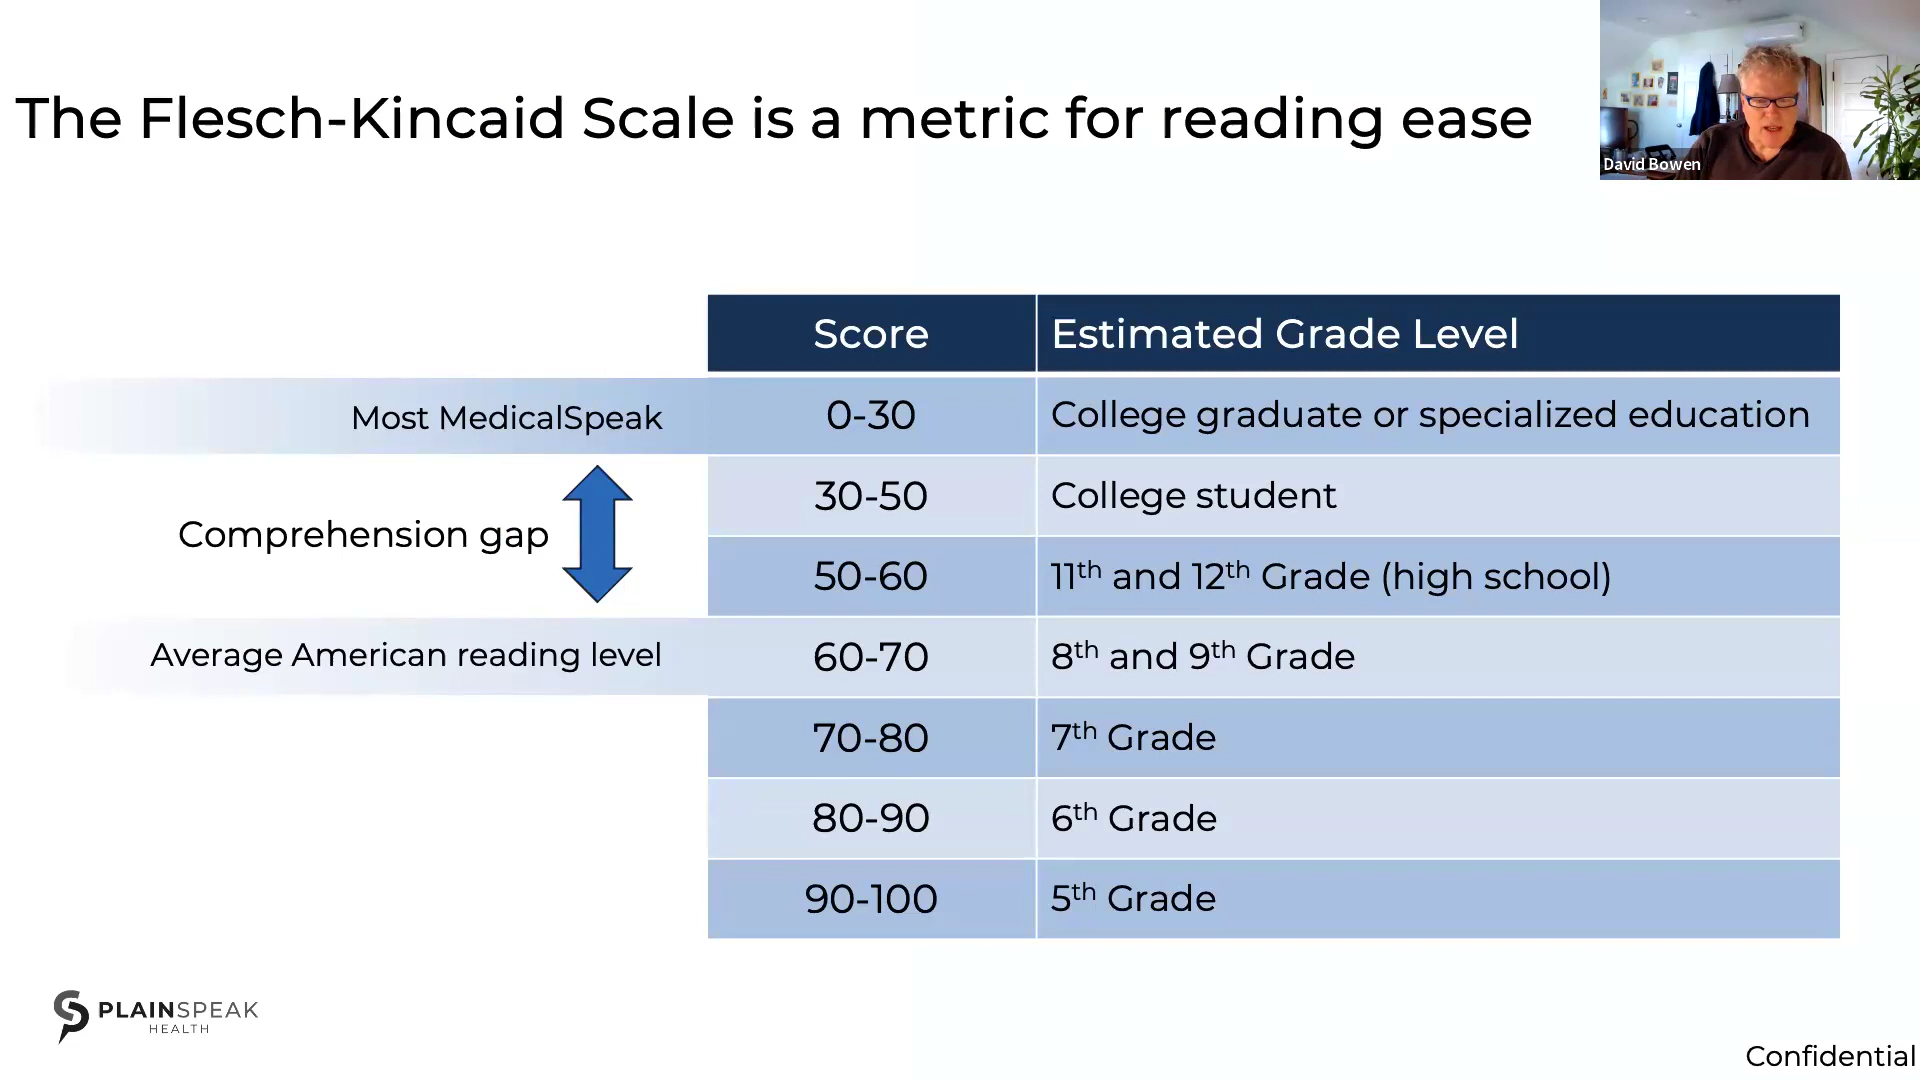 The Flesch-Kincaid Scale is a metric for reading ease
David Bowen
Score Estimated Grade Level
Most MedicalSpeak 0-30 College graduate or specialized education
30-50 College student
Comprehension gap
50-60 11th and 12th Grade (high school)
Average American reading level 60-70 8th and 9th Grade
70-80 7th Grade
80-90 6th Grade
90-100 5th Grade
PLAINSPEAK
HEALTH
Confidential